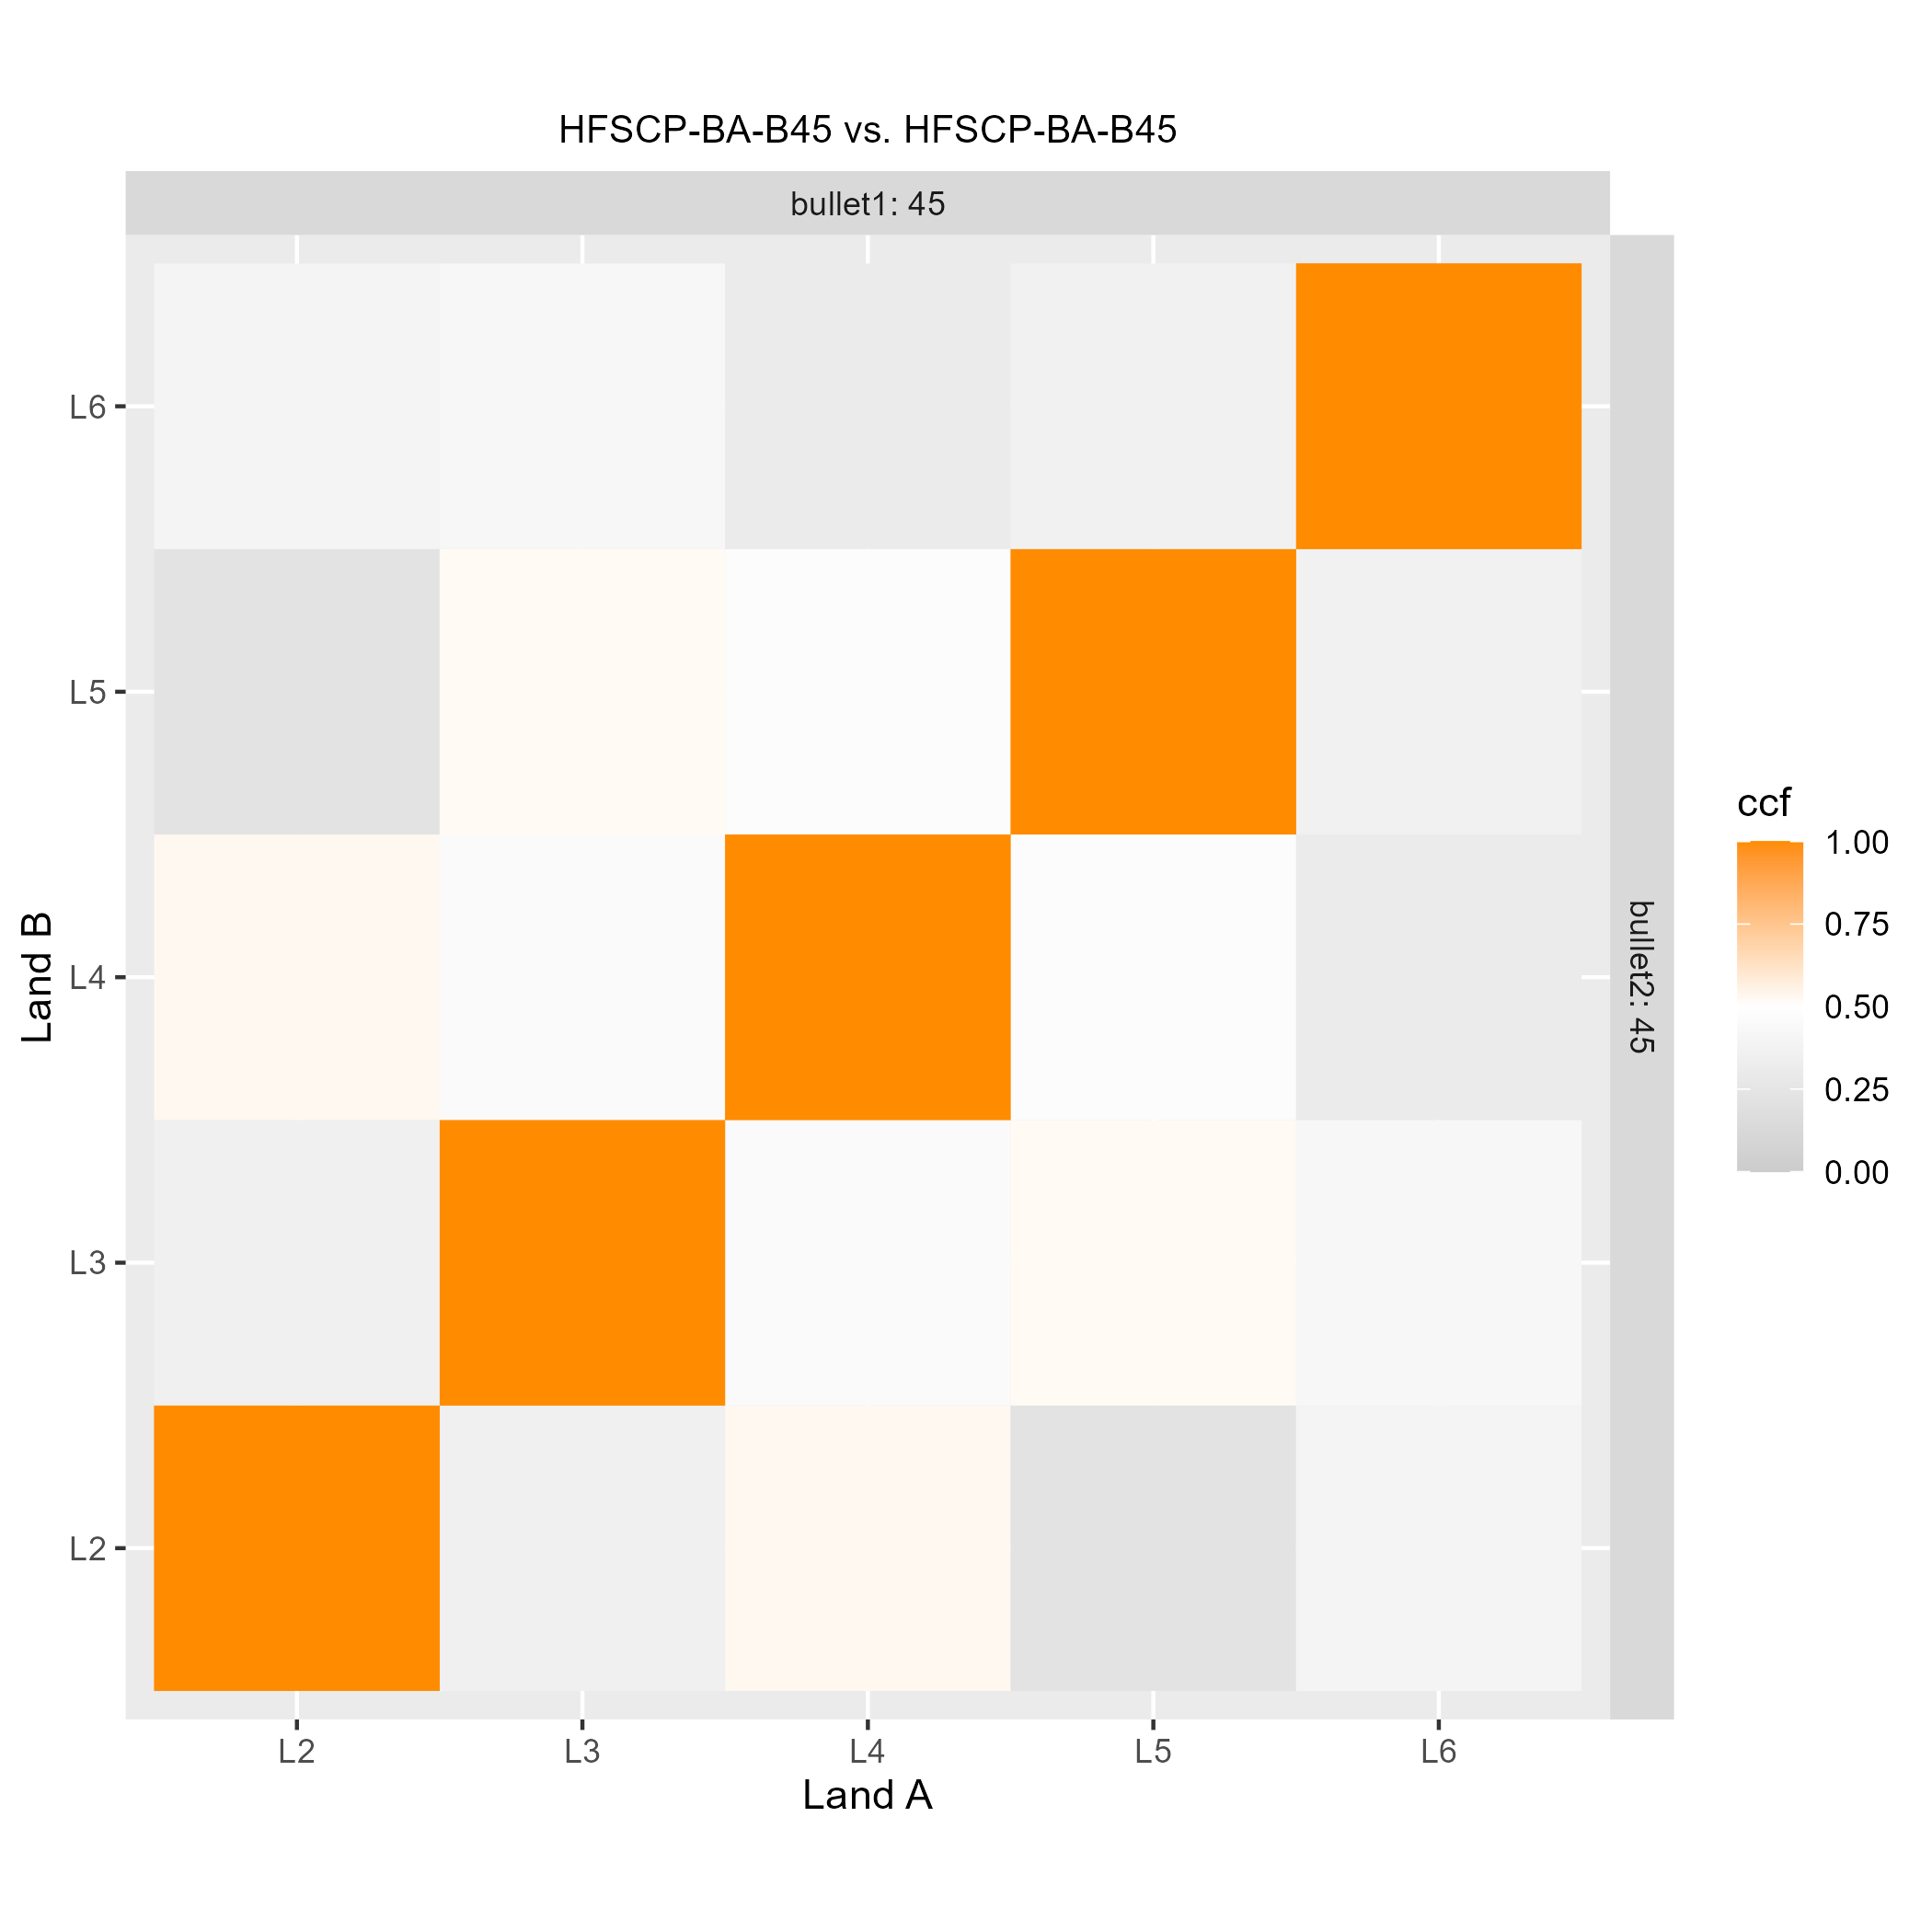 HFSCP-BA-B45 vs. HFSCP-BA-B45
bullet1: 45
L6
L5
L4
L3
L2
Land B
L2
L3
L4
L5
L6
Land A
bullet2: 45
ccf
1.00
0.75
0.50
0.25
0.00